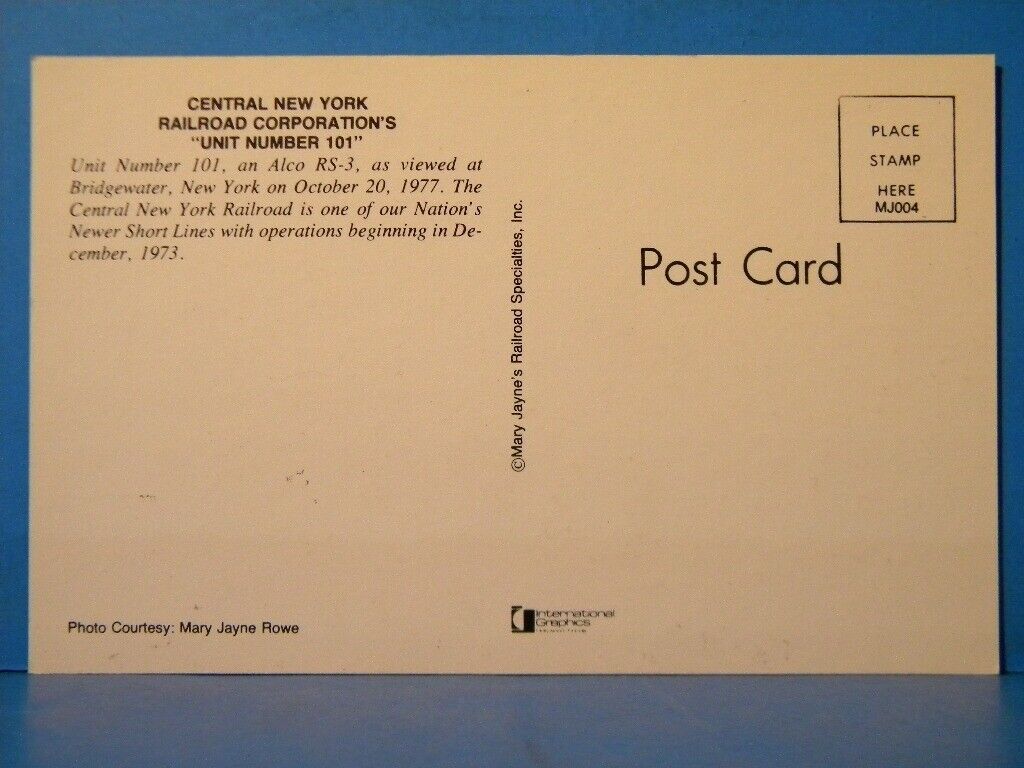 CENTRAL NEW YORK
RAILROAD CORPORATION'S
"UNIT NUMBER 101"
Unit Number 101, an Alco RS-3, as viewed at
Bridgewater, New York on October 20, 1977. The
Central New York Railroad is one of our Nation's
Newer Short Lines with operations beginning in De-
cember, 1973.
Photo Courtesy: Mary Jayne Rowe
©Mary Jayne's Railroad Specialties, Inc.
International
Graphics
PLACE
STAMP
HERE
MJ004
Post Card